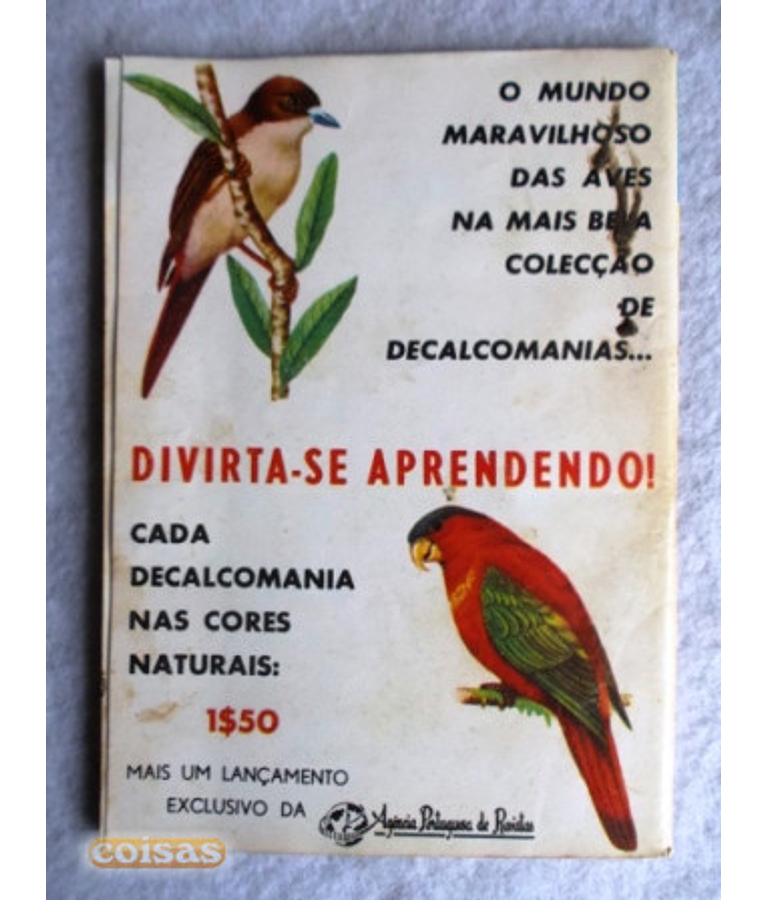 O MUNDO
MARAVILHOSO
DAS AVES
NA MAIS BELA
COLECÇÃO
DE
DECALCOMANIAS...
DIVIRTA-SE APRENDENDO!
CADA
DECALCOMANIA
NAS CORES
NATURAIS:
1$50
MAIS UM LANÇAMENTO
EXCLUSIVO DA
Agência Portuguesa de Revistas
coisas